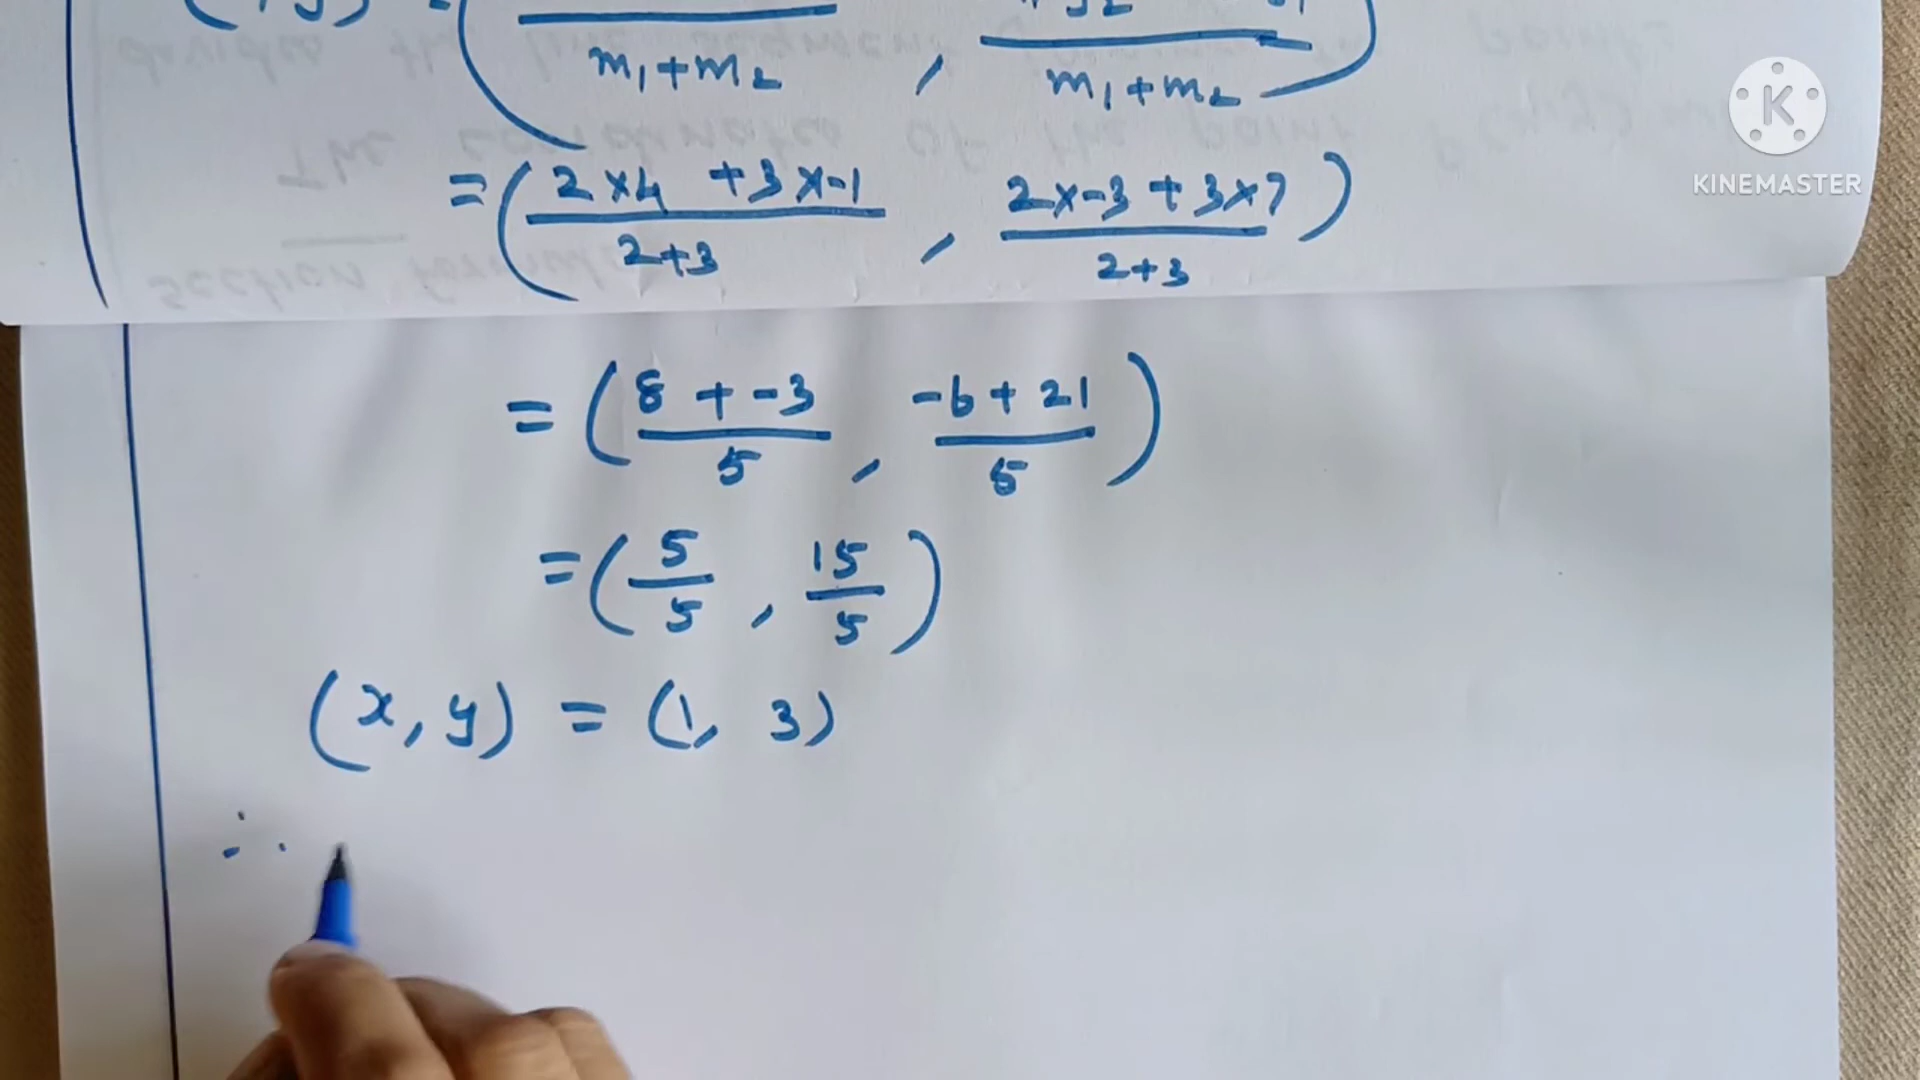 m₁+m₂ , m₁+m₂
= ( 2×4 +3×-1 / 2+3 , 2×-3+3×7 / 2+3 )
KINEMASTER
= ( 8 + -3 / 5 , -6+21 / 5 )
= ( 5 / 5 , 15 / 5 )
(x, y) = (1, 3)
∴